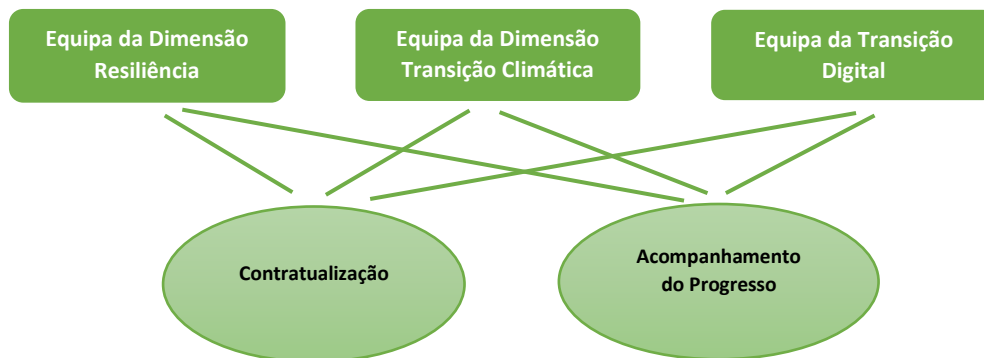 Equipa da Dimensão
Resiliência
Equipa da Dimensão
Transição Climática
Equipa da Transição
Digital
Contratualização
Acompanhamento
do Progresso